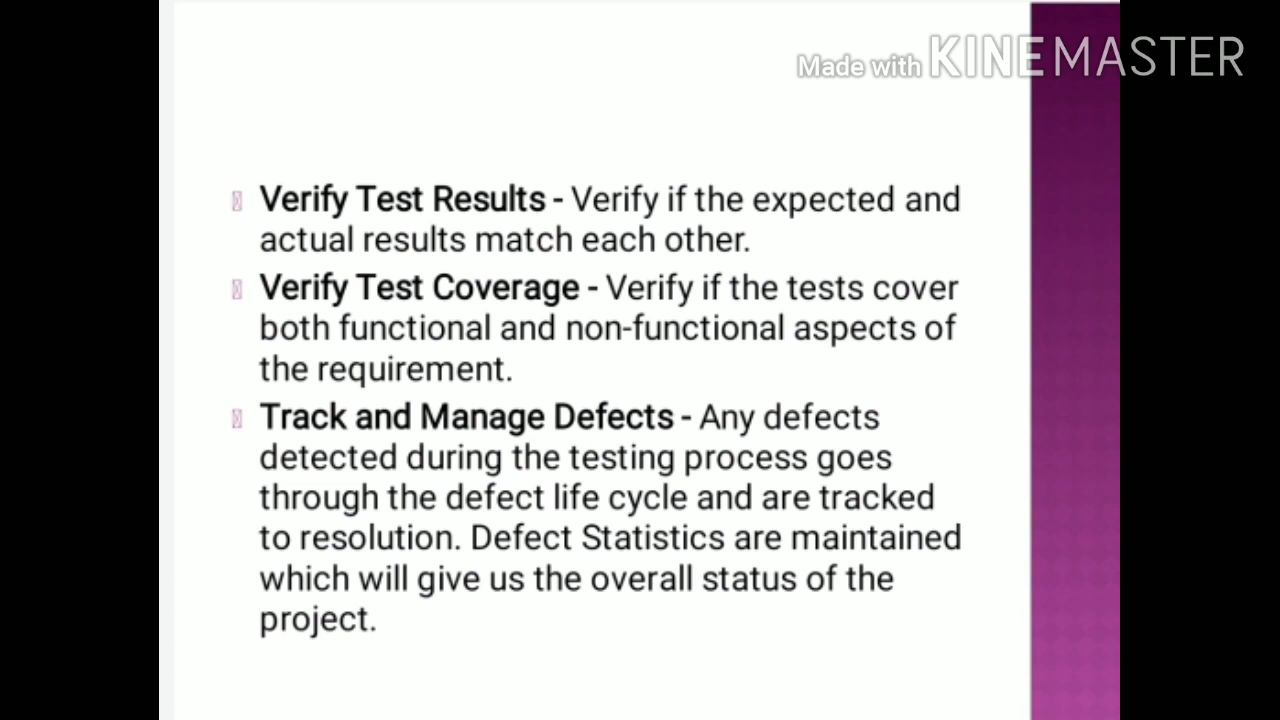 Made with KINEMASTER
Verify Test Results - Verify if the expected and
actual results match each other.
Verify Test Coverage - Verify if the tests cover
both functional and non-functional aspects of
the requirement.
Track and Manage Defects - Any defects
detected during the testing process goes
through the defect life cycle and are tracked
to resolution. Defect Statistics are maintained
which will give us the overall status of the
project.